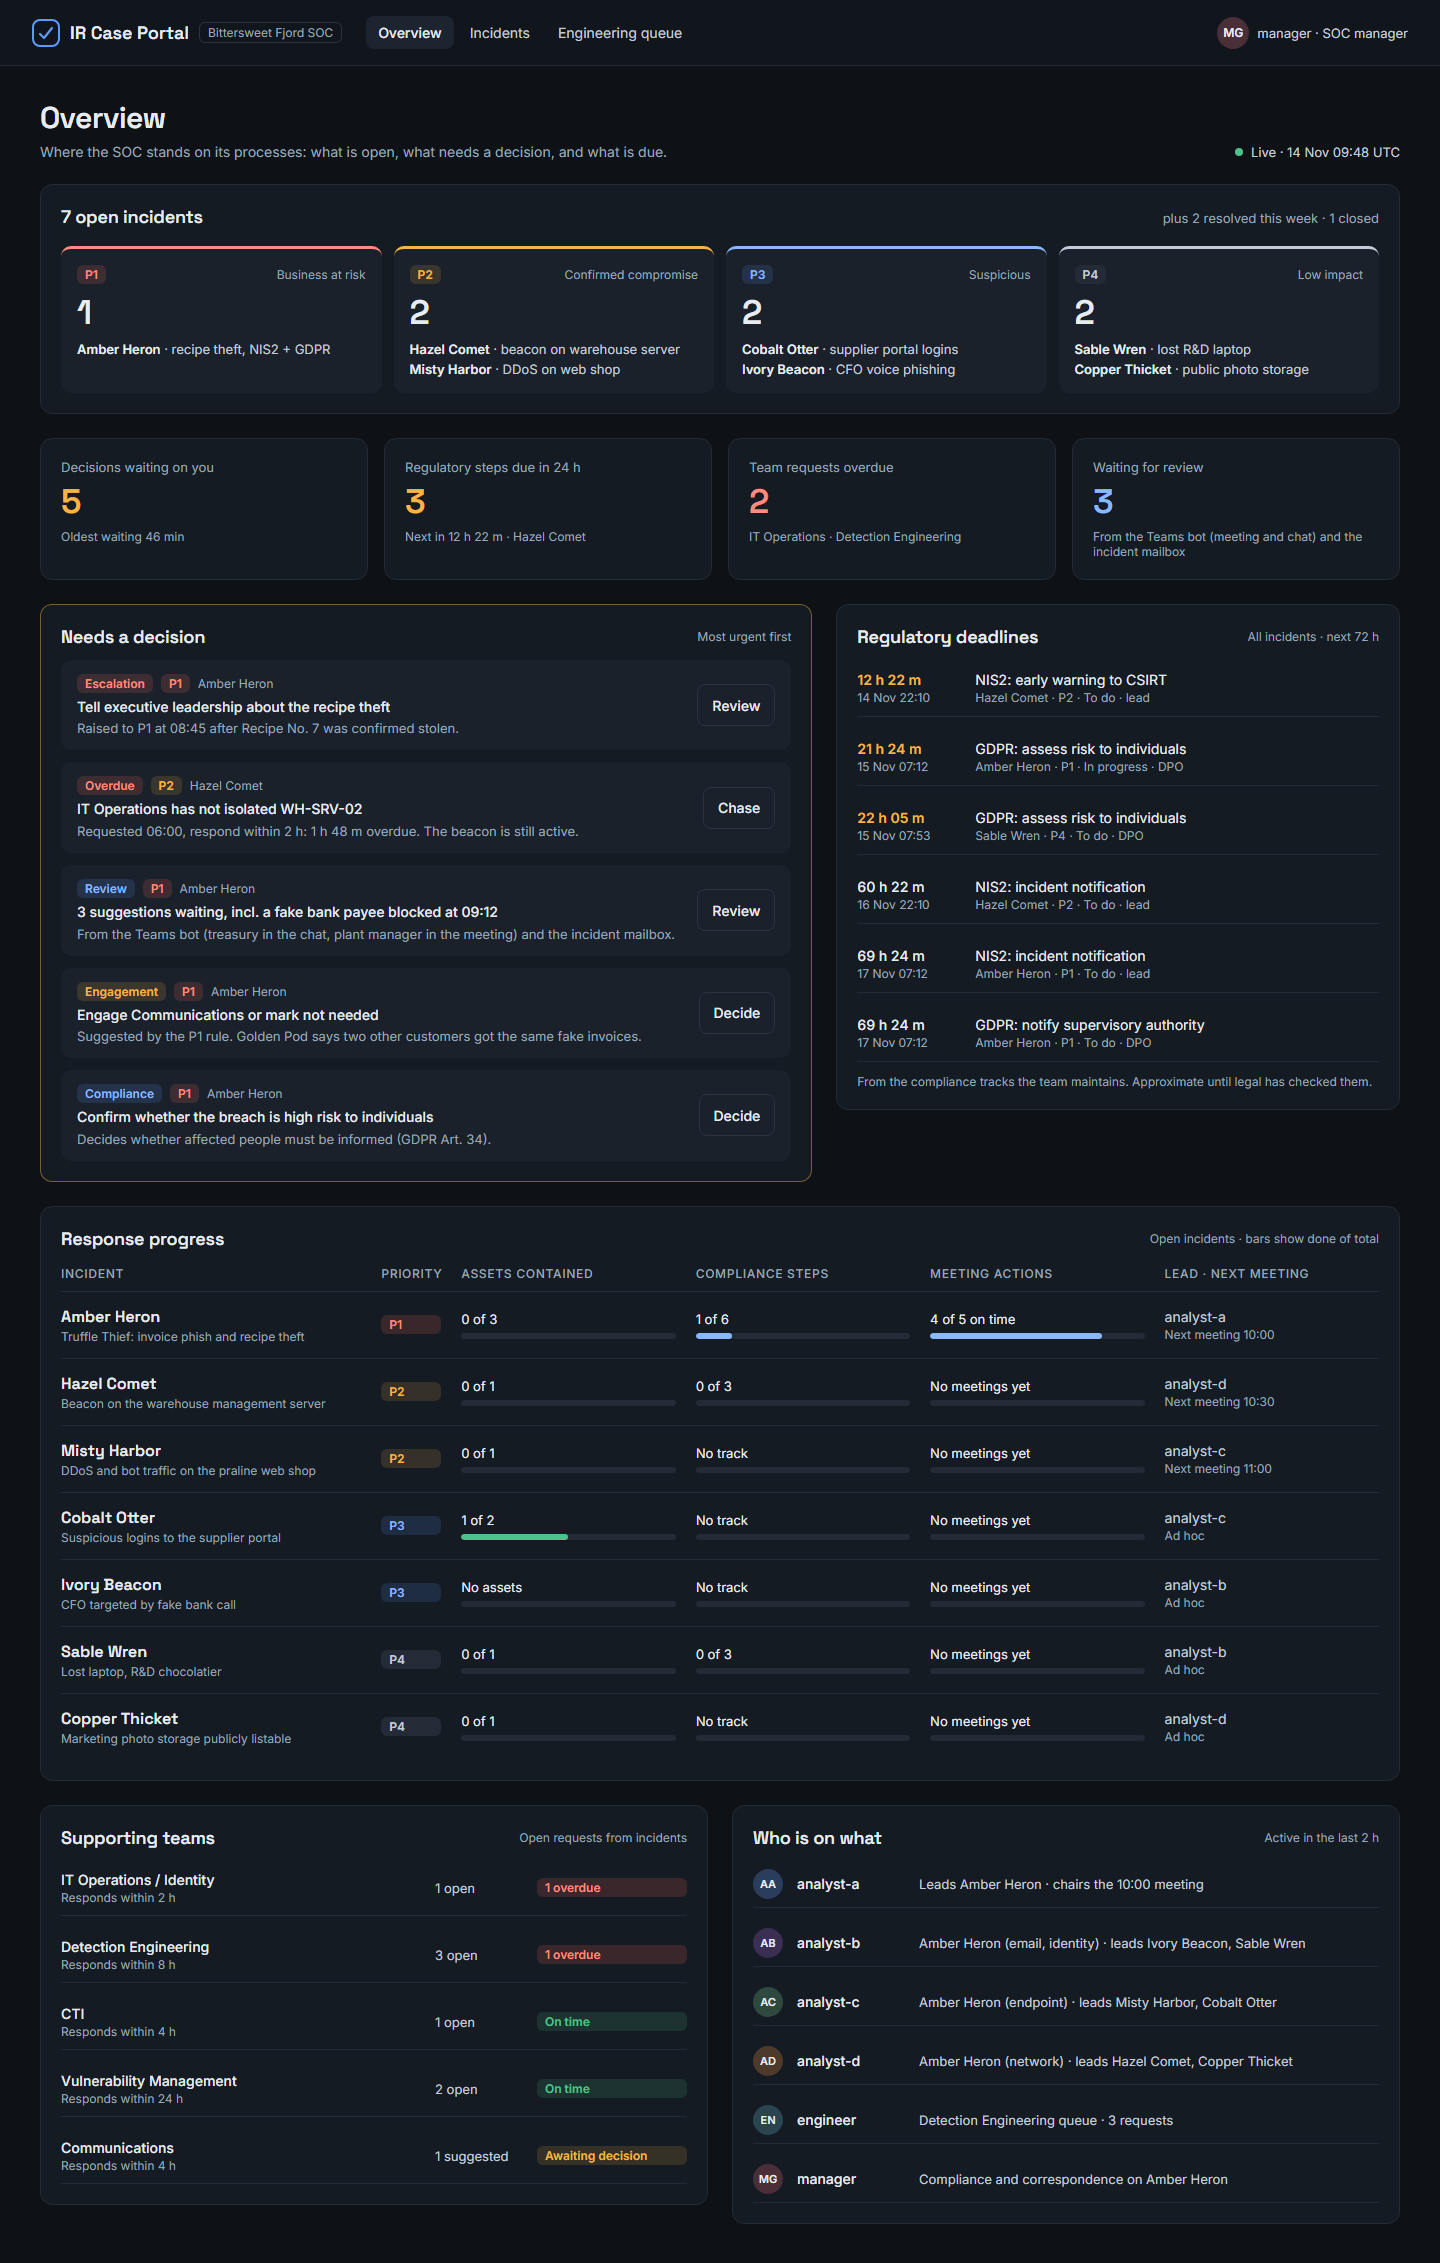 IR Case Portal
Bittersweet Fjord SOC
Overview
Incidents
Engineering queue
MG
manager · SOC manager
Overview
Where the SOC stands on its processes: what is open, what needs a decision, and what is due.
Live · 14 Nov 09:48 UTC
7 open incidents
plus 2 resolved this week · 1 closed
P1
Business at risk
1
Amber Heron · recipe theft, NIS2 + GDPR
P2
Confirmed compromise
2
Hazel Comet · beacon on warehouse server
Misty Harbor · DDoS on web shop
P3
Suspicious
2
Cobalt Otter · supplier portal logins
Ivory Beacon · CFO voice phishing
P4
Low impact
2
Sable Wren · lost R&D laptop
Copper Thicket · public photo storage
Decisions waiting on you
5
Oldest waiting 46 min
Regulatory steps due in 24 h
3
Next in 12 h 22 m · Hazel Comet
Team requests overdue
2
IT Operations · Detection Engineering
Waiting for review
3
From the Teams bot (meeting and chat) and the
incident mailbox
Needs a decision
Most urgent first
Escalation P1 Amber Heron
Tell executive leadership about the recipe theft
Raised to P1 at 08:45 after Recipe No. 7 was confirmed stolen.
Review
Overdue P2 Hazel Comet
IT Operations has not isolated WH-SRV-02
Requested 06:00, respond within 2 h: 1 h 48 m overdue. The beacon is still active.
Chase
Review P1 Amber Heron
3 suggestions waiting, incl. a fake bank payee blocked at 09:12
From the Teams bot (treasury in the chat, plant manager in the meeting) and the incident mailbox.
Review
Engagement P1 Amber Heron
Engage Communications or mark not needed
Suggested by the P1 rule. Golden Pod says two other customers got the same fake invoices.
Decide
Compliance P1 Amber Heron
Confirm whether the breach is high risk to individuals
Decides whether affected people must be informed (GDPR Art. 34).
Decide
Regulatory deadlines
All incidents · next 72 h
12 h 22 m
14 Nov 22:10
NIS2: early warning to CSIRT
Hazel Comet · P2 · To do · lead
21 h 24 m
15 Nov 07:12
GDPR: assess risk to individuals
Amber Heron · P1 · In progress · DPO
22 h 05 m
15 Nov 07:53
GDPR: assess risk to individuals
Sable Wren · P4 · To do · DPO
60 h 22 m
16 Nov 22:10
NIS2: incident notification
Hazel Comet · P2 · To do · lead
69 h 24 m
17 Nov 07:12
NIS2: incident notification
Amber Heron · P1 · To do · lead
69 h 24 m
17 Nov 07:12
GDPR: notify supervisory authority
Amber Heron · P1 · To do · DPO
From the compliance tracks the team maintains. Approximate until legal has checked them.
Response progress
Open incidents · bars show done of total
INCIDENT PRIORITY ASSETS CONTAINED COMPLIANCE STEPS MEETING ACTIONS LEAD · NEXT MEETING
Amber Heron
Truffle Thief: invoice phish and recipe theft
P1
0 of 3
1 of 6
4 of 5 on time
analyst-a
Next meeting 10:00
Hazel Comet
Beacon on the warehouse management server
P2
0 of 1
0 of 3
No meetings yet
analyst-d
Next meeting 10:30
Misty Harbor
DDoS and bot traffic on the praline web shop
P2
0 of 1
No track
No meetings yet
analyst-c
Next meeting 11:00
Cobalt Otter
Suspicious logins to the supplier portal
P3
1 of 2
No track
No meetings yet
analyst-c
Ad hoc
Ivory Beacon
CFO targeted by fake bank call
P3
No assets
No track
No meetings yet
analyst-b
Ad hoc
Sable Wren
Lost laptop, R&D chocolatier
P4
0 of 1
0 of 3
No meetings yet
analyst-b
Ad hoc
Copper Thicket
Marketing photo storage publicly listable
P4
0 of 1
No track
No meetings yet
analyst-d
Ad hoc
Supporting teams
Open requests from incidents
IT Operations / Identity
Responds within 2 h
1 open
1 overdue
Detection Engineering
Responds within 8 h
3 open
1 overdue
CTI
Responds within 4 h
1 open
On time
Vulnerability Management
Responds within 24 h
2 open
On time
Communications
Responds within 4 h
1 suggested
Awaiting decision
Who is on what
Active in the last 2 h
AA analyst-a Leads Amber Heron · chairs the 10:00 meeting
AB analyst-b Amber Heron (email, identity) · leads Ivory Beacon, Sable Wren
AC analyst-c Amber Heron (endpoint) · leads Misty Harbor, Cobalt Otter
AD analyst-d Amber Heron (network) · leads Hazel Comet, Copper Thicket
EN engineer Detection Engineering queue · 3 requests
MG manager Compliance and correspondence on Amber Heron